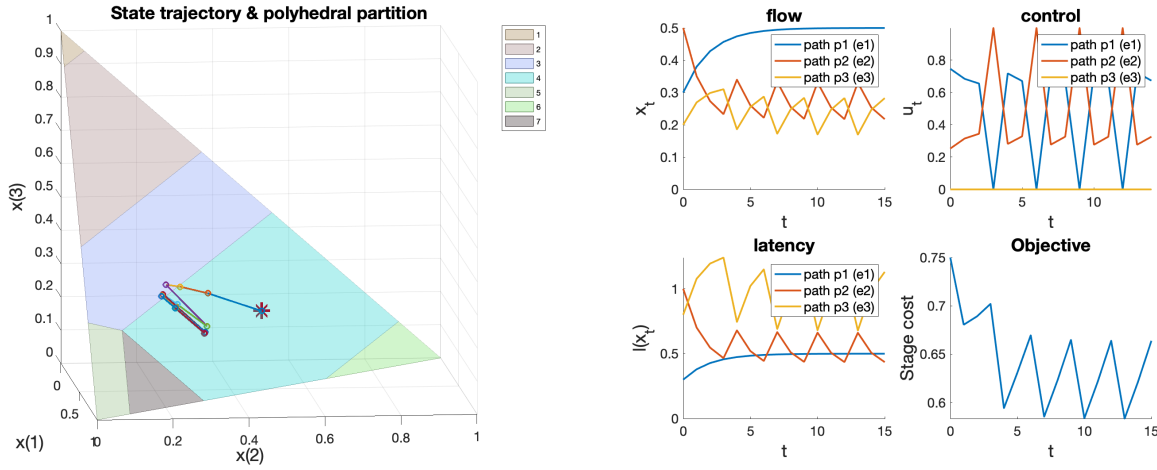 State trajectory & polyhedral partition
1
0.9
0.8
0.7
0.6
0.5
0.4
0.3
0.2
0.1
0
x(3)
0
0.5
1
x(1)
0
0.2
0.4
0.6
0.8
1
x(2)
1
2
3
4
5
6
7
flow
0.5
0.4
0.3
0.2
0.1
0
x_t
0
5
10
15
t
path p1 (e1)
path p2 (e2)
path p3 (e3)
control
0.8
0.6
0.4
0.2
0
u_t
0
5
10
t
path p1 (e1)
path p2 (e2)
path p3 (e3)
latency
1
0.5
0
l(x_t)
0
5
10
15
t
path p1 (e1)
path p2 (e2)
path p3 (e3)
Objective
0.75
0.7
0.65
0.6
Stage cost
0
5
10
15
t